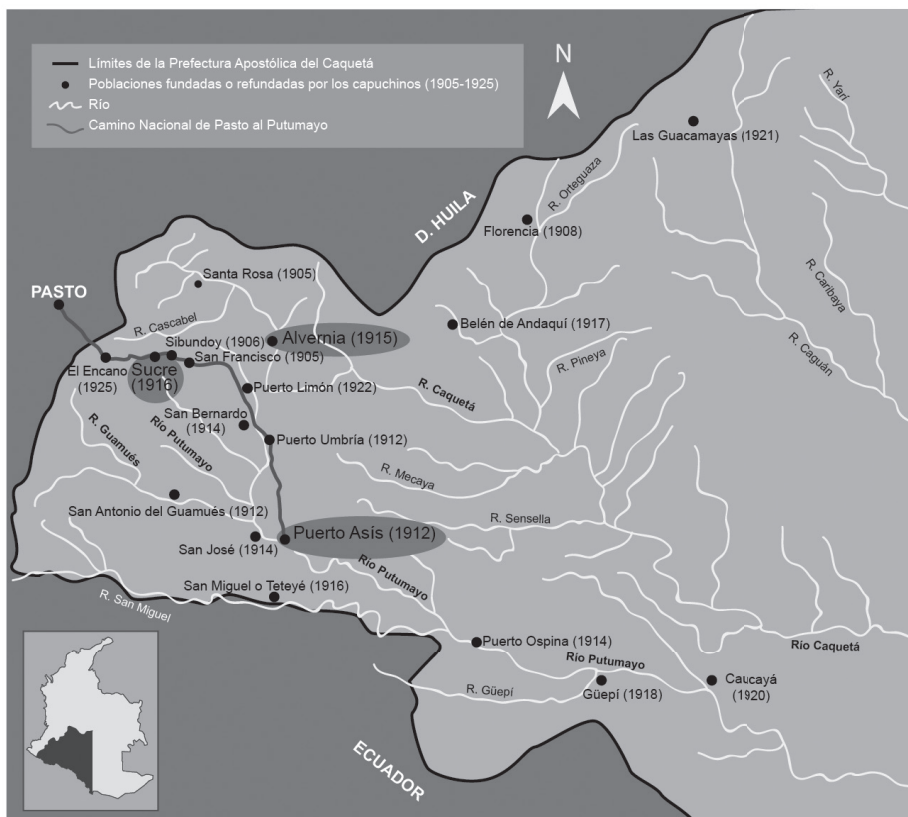 Límites de la Prefectura Apostólica del Caquetá
Poblaciones fundadas o refundadas por los capuchinos (1905-1925)
Río
Camino Nacional de Pasto al Putumayo
N
R. Yarí
Las Guacamayas (1921)
R. Orteguaza
D. HUILA
Florencia (1908)
R. Caribaya
Santa Rosa (1905)
PASTO
R. Cascabel
Belén de Andaquí (1917)
R. Caguán
Sibundoy (1906)
Alvernia (1915)
San Francisco (1905)
R. Pineya
El Encano
(1925)
Sucre
(1916)
Puerto Limón (1922)
R. Caquetá
San Bernardo
(1914)
R. Guamués
Río Putumayo
Puerto Umbría (1912)
R. Mecaya
San Antonio del Guamués (1912)
R. Sensella
Puerto Asís (1912)
San José (1914)
Río Putumayo
San Miguel o Teteyé (1916)
R. San Miguel
Puerto Ospina (1914)
Río Caquetá
Río Putumayo
R. Güepí
Güepí (1918)
Caucayá
(1920)
ECUADOR